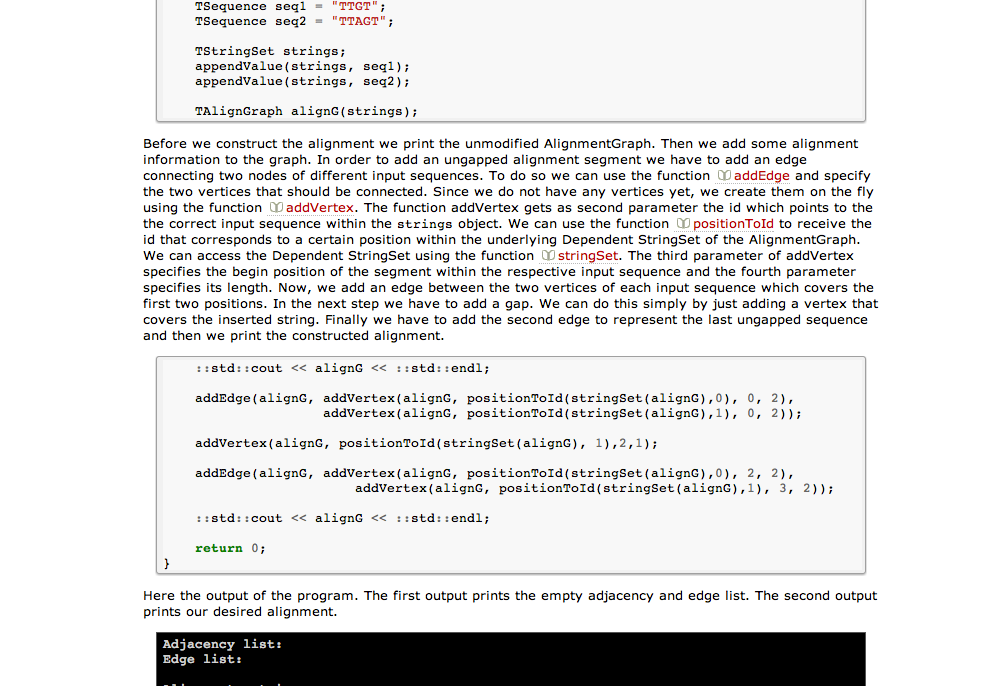 TSequence seq1 = "TTGT";
TSequence seq2 = "TTAGT";
TStringSet strings;
appendValue(strings, seq1);
appendValue(strings, seq2);
TAlignGraph alignG(strings);
Before we construct the alignment we print the unmodified AlignmentGraph. Then we add some alignment
information to the graph. In order to add an ungapped alignment segment we have to add an edge
connecting two nodes of different input sequences. To do so we can use the function addEdge and specify
the two vertices that should be connected. Since we do not have any vertices yet, we create them on the fly
using the function addVertex. The function addVertex gets as second parameter the id which points to the
the correct input sequence within the strings object. We can use the function positionToId to receive the
id that corresponds to a certain position within the underlying Dependent StringSet of the AlignmentGraph.
We can access the Dependent StringSet using the function stringSet. The third parameter of addVertex
specifies the begin position of the segment within the respective input sequence and the fourth parameter
specifies its length. Now, we add an edge between the two vertices of each input sequence which covers the
first two positions. In the next step we have to add a gap. We can do this simply by just adding a vertex that
covers the inserted string. Finally we have to add the second edge to represent the last ungapped sequence
and then we print the constructed alignment.
::std::cout << alignG << ::std::endl;
addEdge(alignG, addVertex(alignG, positionToId(stringSet(alignG),0), 0, 2),
addVertex(alignG, positionToId(stringSet(alignG),1), 0, 2));
addVertex(alignG, positionToId(stringSet(alignG), 1),2,1);
addEdge(alignG, addVertex(alignG, positionToId(stringSet(alignG),0), 2, 2),
addVertex(alignG, positionToId(stringSet(alignG),1), 3, 2));
::std::cout << alignG << ::std::endl;
return 0;
}
Here the output of the program. The first output prints the empty adjacency and edge list. The second output
prints our desired alignment.
Adjacency list:
Edge list: